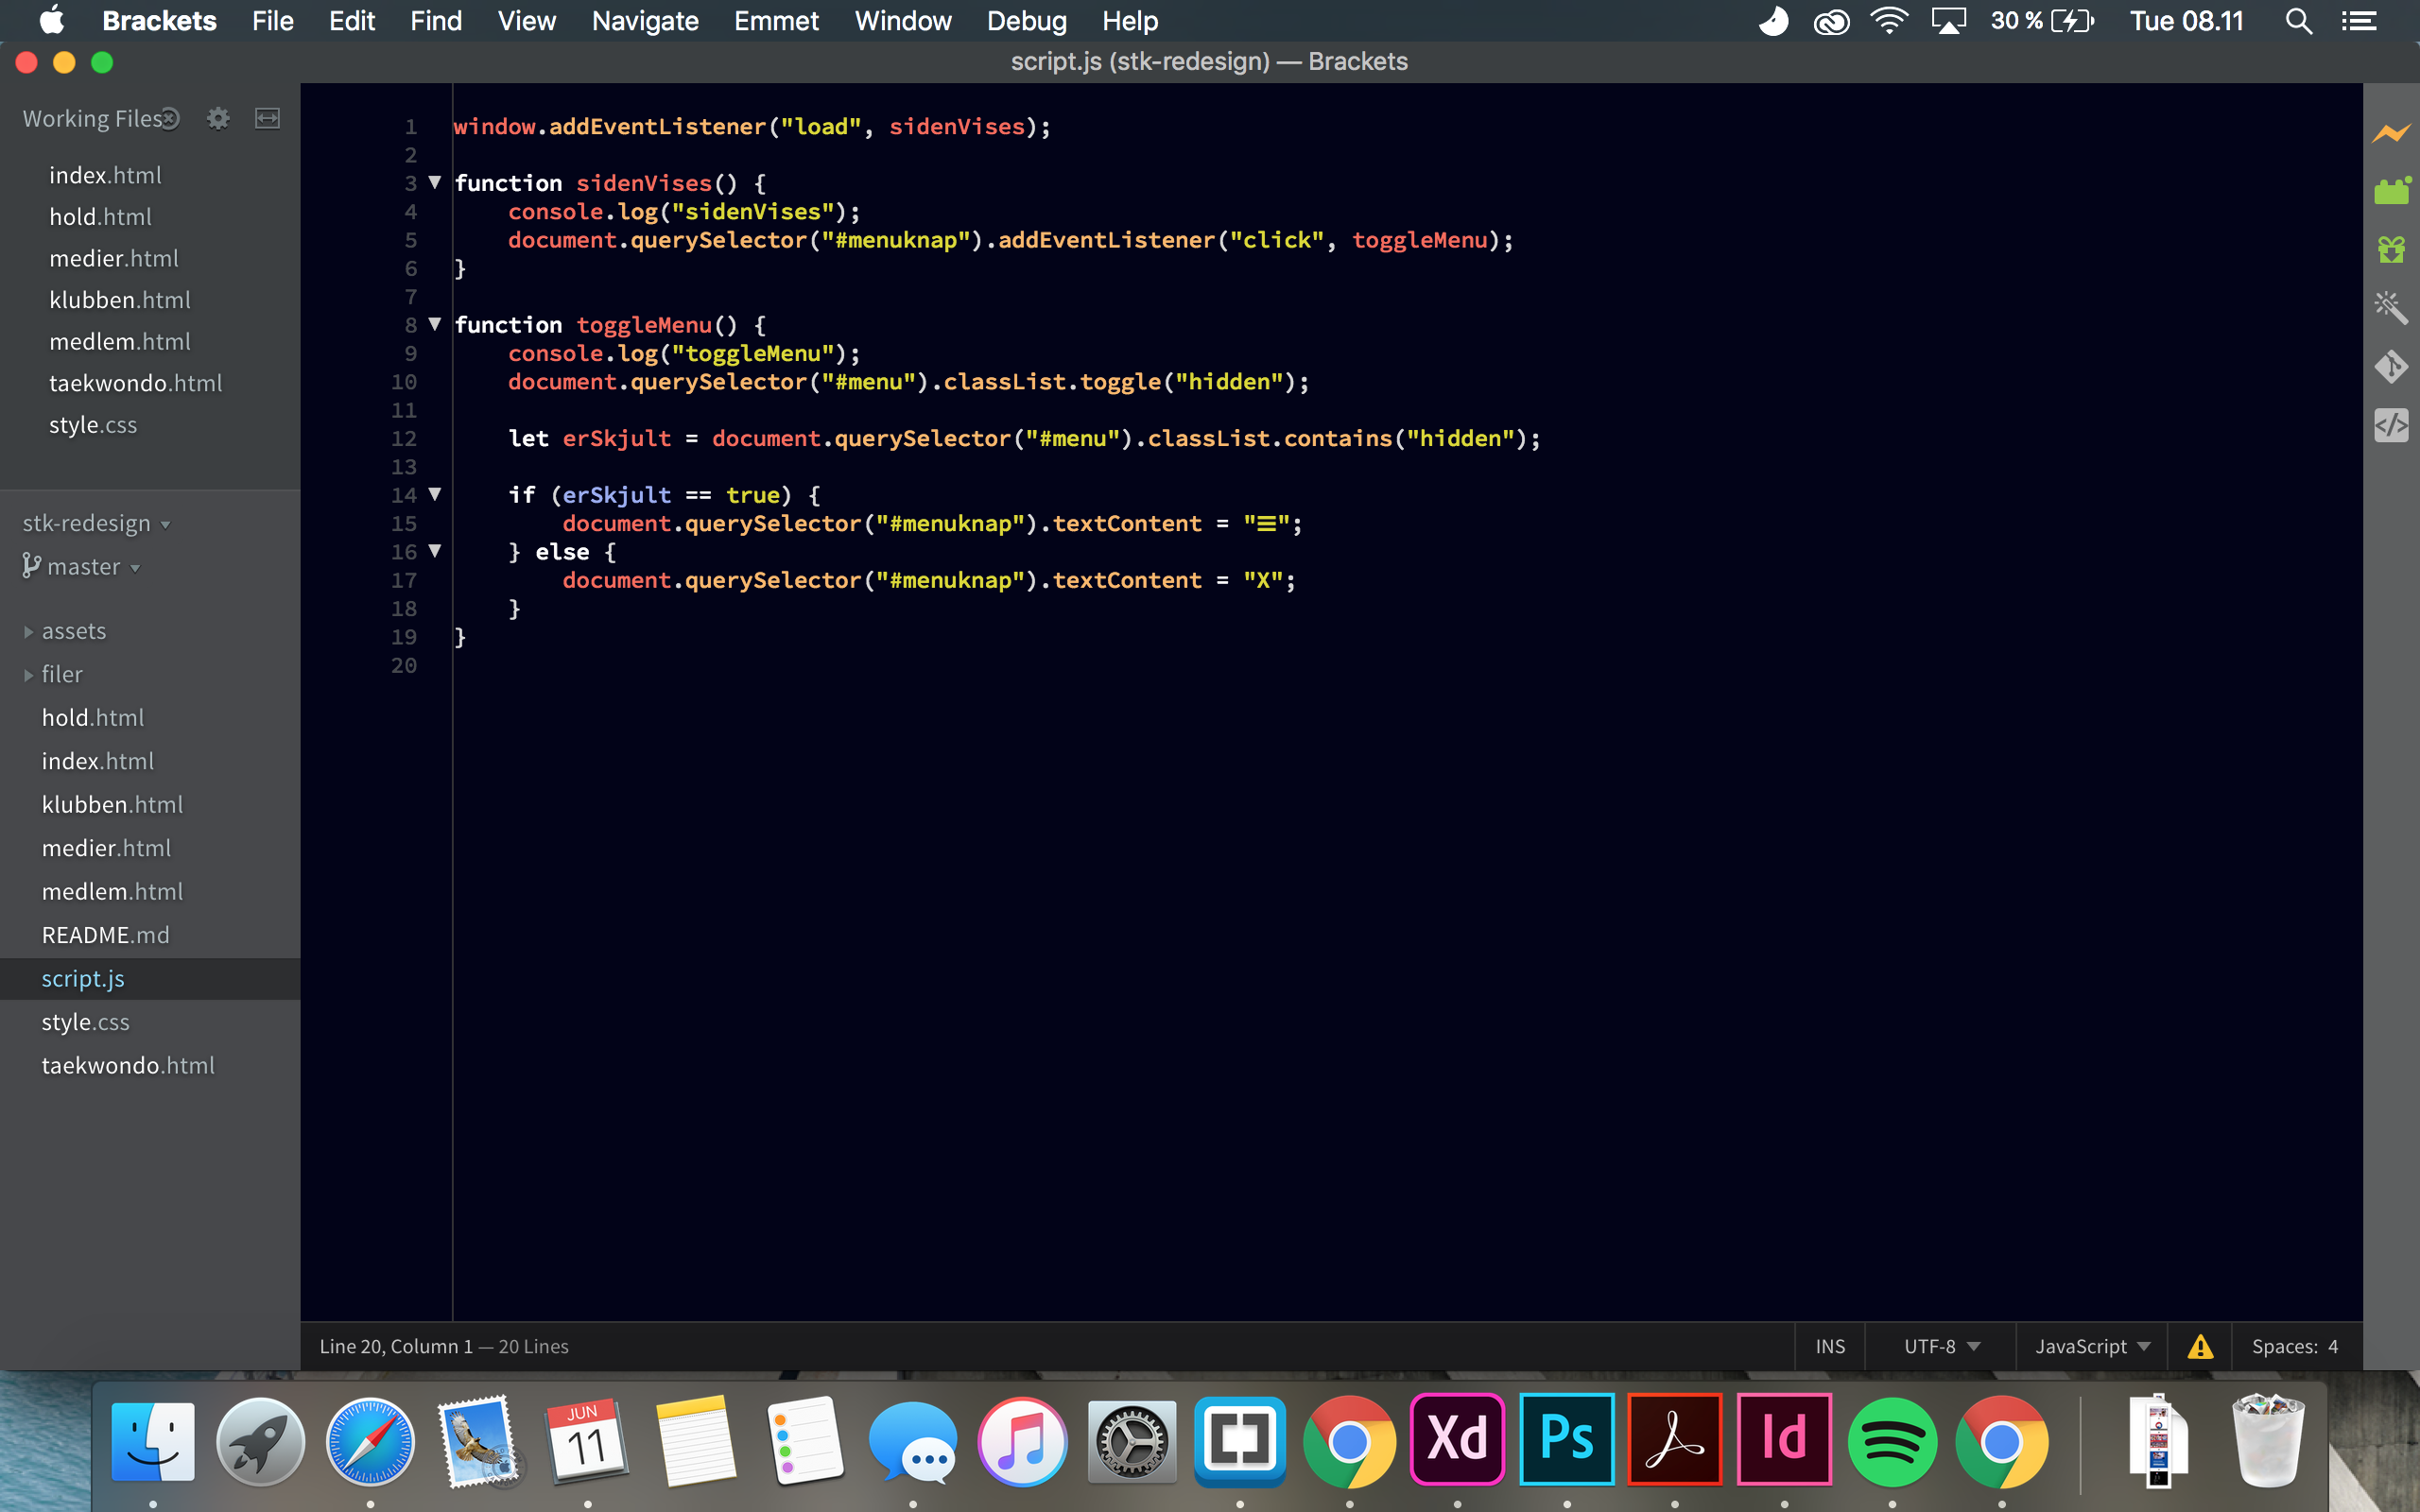 Brackets File Edit Find View Navigate Emmet Window Debug Help 30 % Tue 08.11
script.js (stk-redesign) — Brackets
Working Files
index.html
hold.html
medier.html
klubben.html
medlem.html
taekwondo.html
style.css
stk-redesign
master
assets
filer
hold.html
index.html
klubben.html
medier.html
medlem.html
README.md
script.js
style.css
taekwondo.html
1 window.addEventListener("load", sidenVises);
2
3 function sidenVises() {
4     console.log("sidenVises");
5     document.querySelector("#menuknap").addEventListener("click", toggleMenu);
6 }
7
8 function toggleMenu() {
9     console.log("toggleMenu");
10     document.querySelector("#menu").classList.toggle("hidden");
11
12     let erSkjult = document.querySelector("#menu").classList.contains("hidden");
13
14     if (erSkjult == true) {
15         document.querySelector("#menuknap").textContent = "☰";
16     } else {
17         document.querySelector("#menuknap").textContent = "X";
18     }
19 }
20
Line 20, Column 1 — 20 Lines INS UTF-8 JavaScript Spaces: 4
JUN
11
Xd
Ps
Id